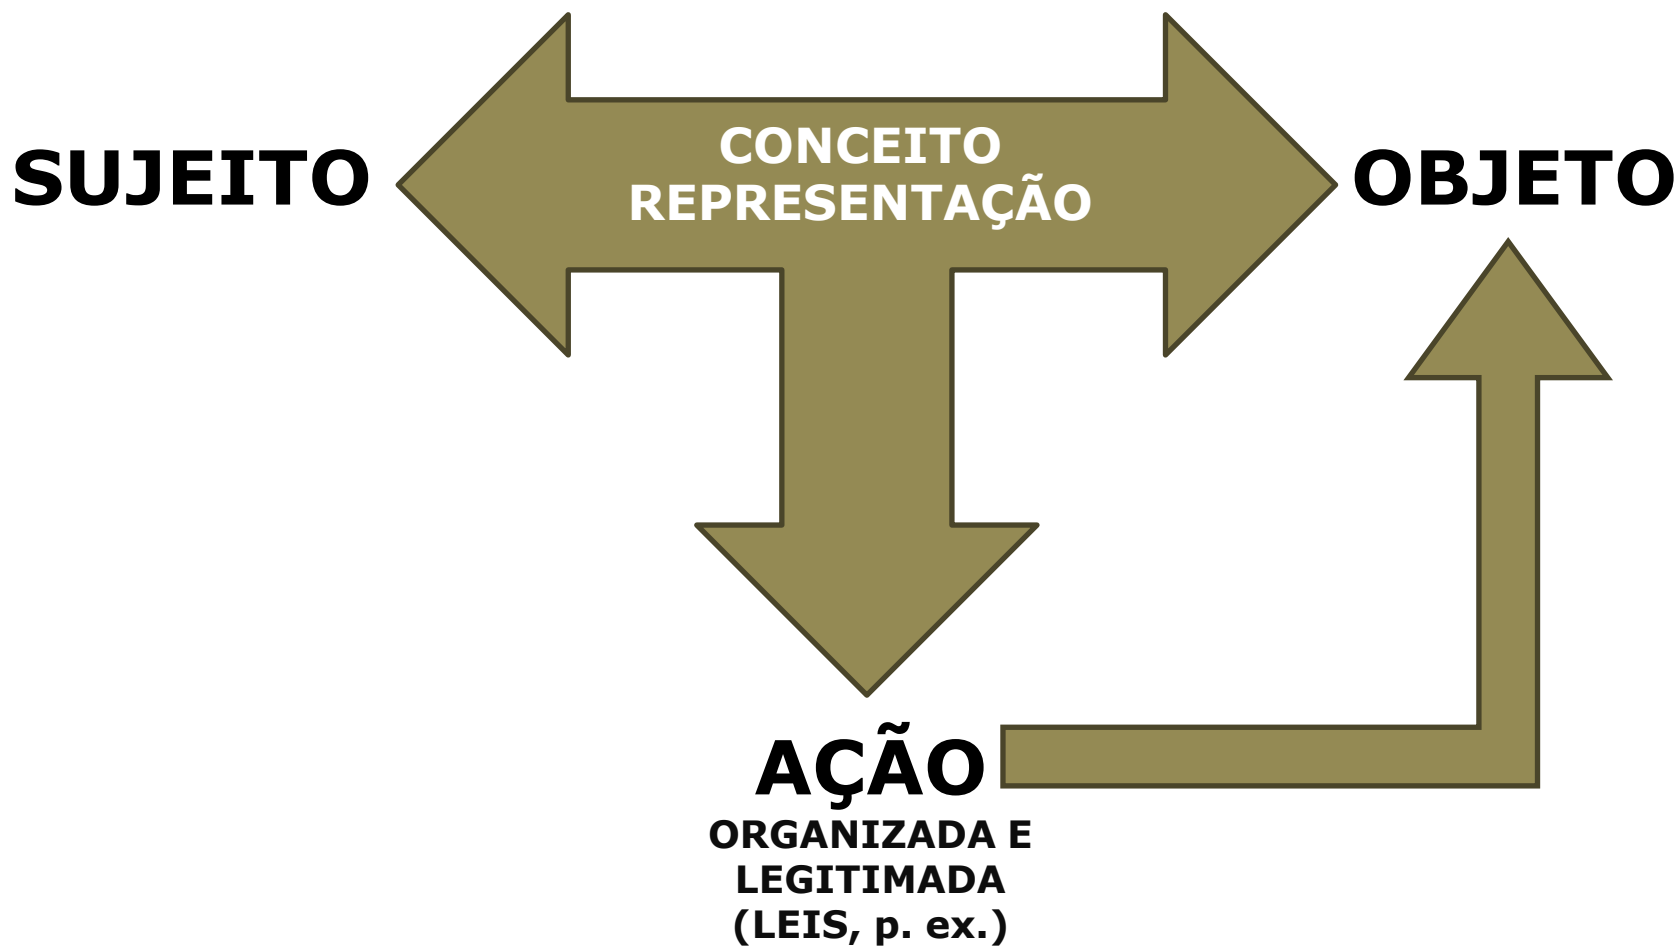 SUJEITO
CONCEITO
REPRESENTAÇÃO
OBJETO
AÇÃO
ORGANIZADA E
LEGITIMADA
(LEIS, p. ex.)